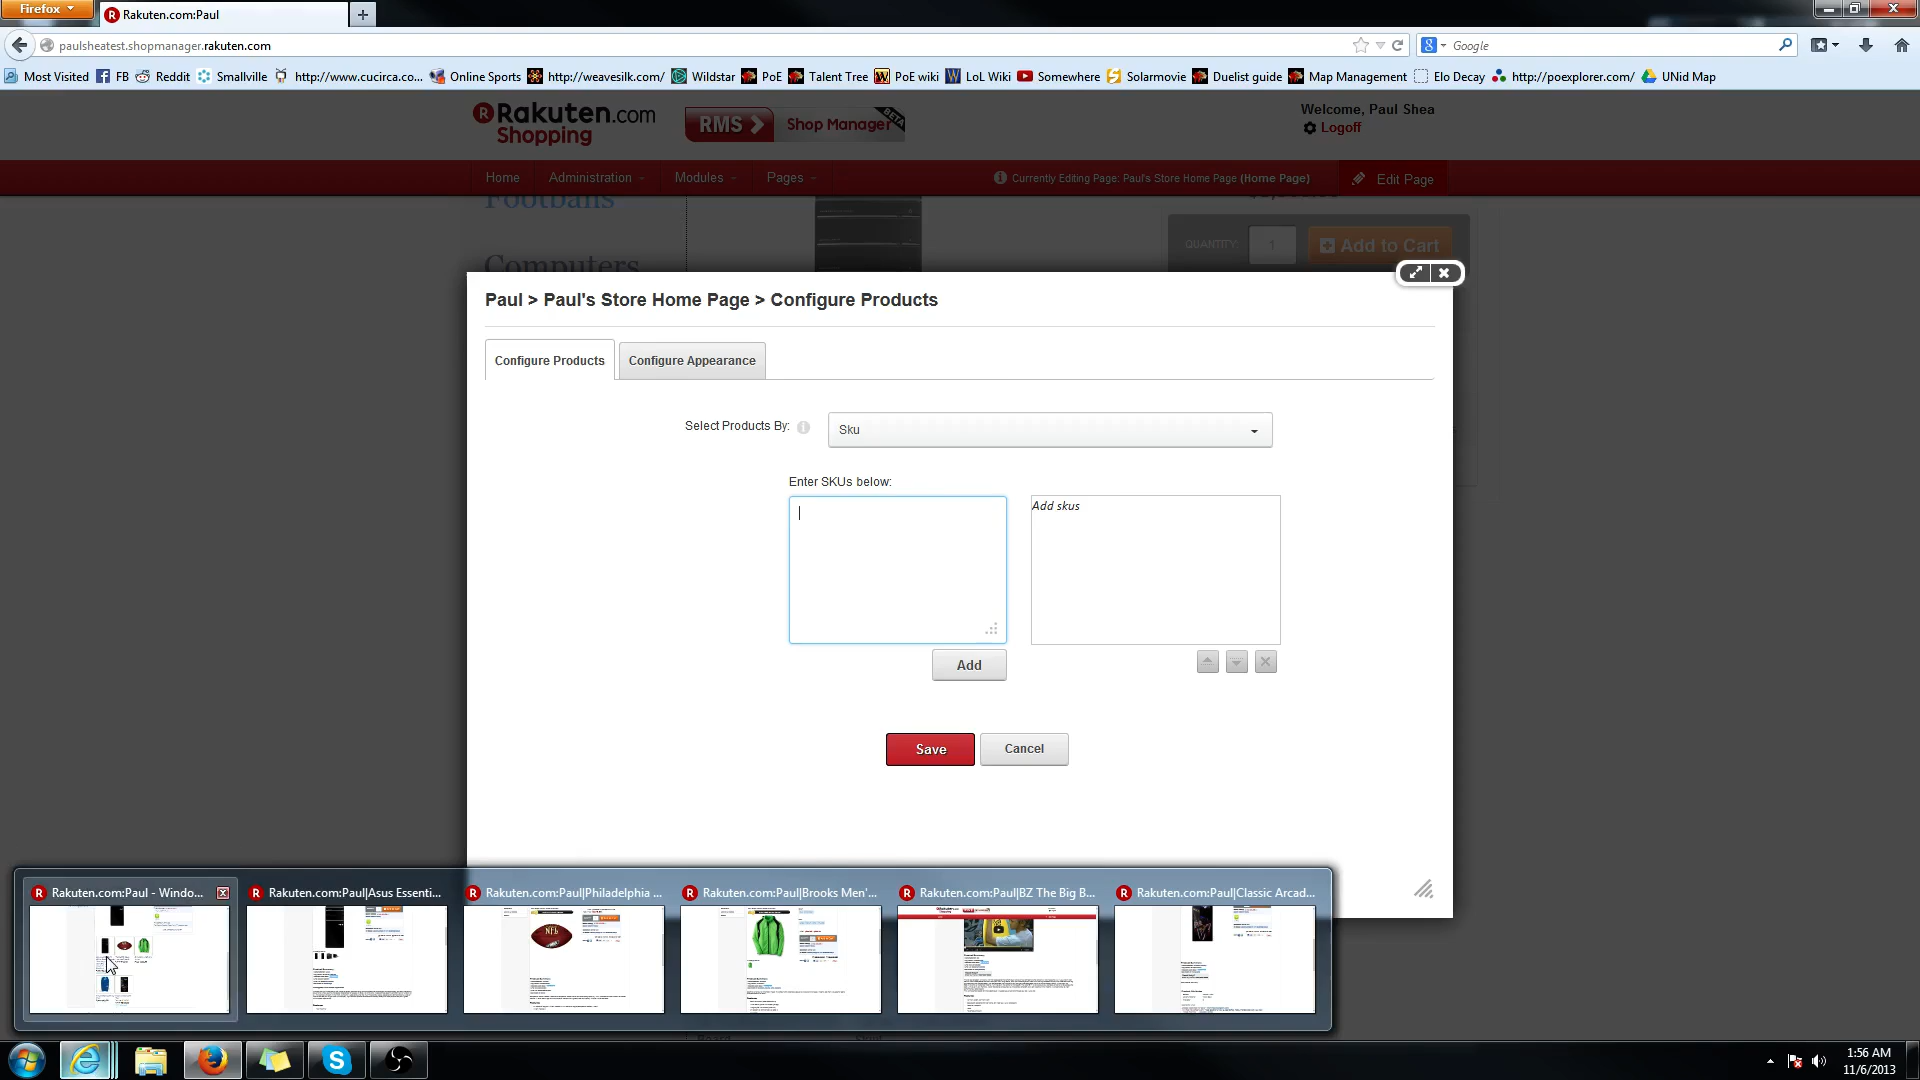 Firefox
Rakuten.com:Paul
paulsheatest.shopmanager.rakuten.com
Google
Most Visited
FB
Reddit
Smallville
http://www.cucirca.co...
Online Sports
http://weavesilk.com/
Wildstar
PoE
Talent Tree
PoE wiki
LoL Wiki
Somewhere
Solarmovie
Duelist guide
Map Management
Elo Decay
http://poexplorer.com/
UNid Map
Rakuten.com
Shopping
RMS
Shop Manager
BETA
Welcome, Paul Shea
Logoff
Home
Administration
Modules
Pages
Currently Editing Page: Paul's Store Home Page (Home Page)
Edit Page
Footballs
QUANTITY:
1
Add to Cart
Computers
Paul > Paul's Store Home Page > Configure Products
Configure Products
Configure Appearance
Select Products By:
Sku
Enter SKUs below:
Add skus
Add
Save
Cancel
Rakuten.com:Paul - Windo...
Rakuten.com:Paul|Asus Essenti...
Rakuten.com:Paul|Philadelphia ...
Rakuten.com:Paul|Brooks Men'...
Rakuten.com:Paul|BZ The Big B...
Rakuten.com:Paul|Classic Arcad...
NFL
1:56 AM
11/6/2013